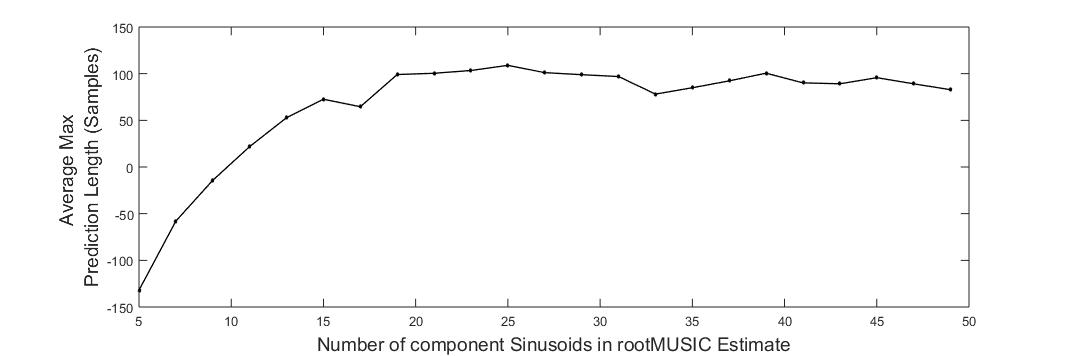 150
100
50
0
-50
-100
-150
Average Max
Prediction Length (Samples)
5 10 15 20 25 30 35 40 45 50
Number of component Sinusoids in rootMUSIC Estimate